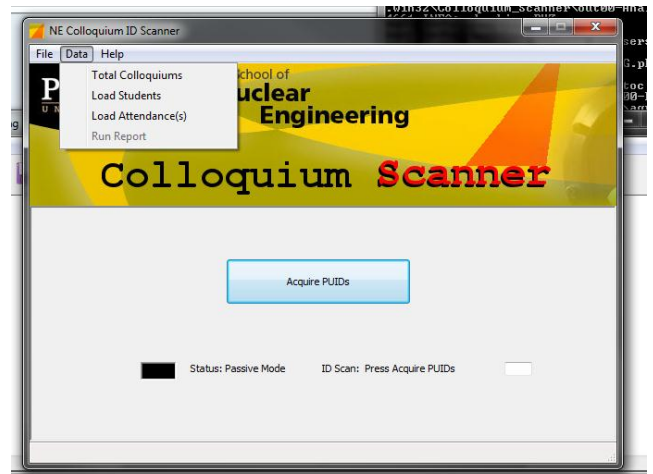 NE Colloquium ID Scanner
File Data Help
Total Colloquiums
Load Students
Load Attendance(s)
Run Report
P
U N
chool of
uclear
Engineering
Colloquium Scanner
Acquire PUIDs
Status: Passive Mode
ID Scan: Press Acquire PUIDs